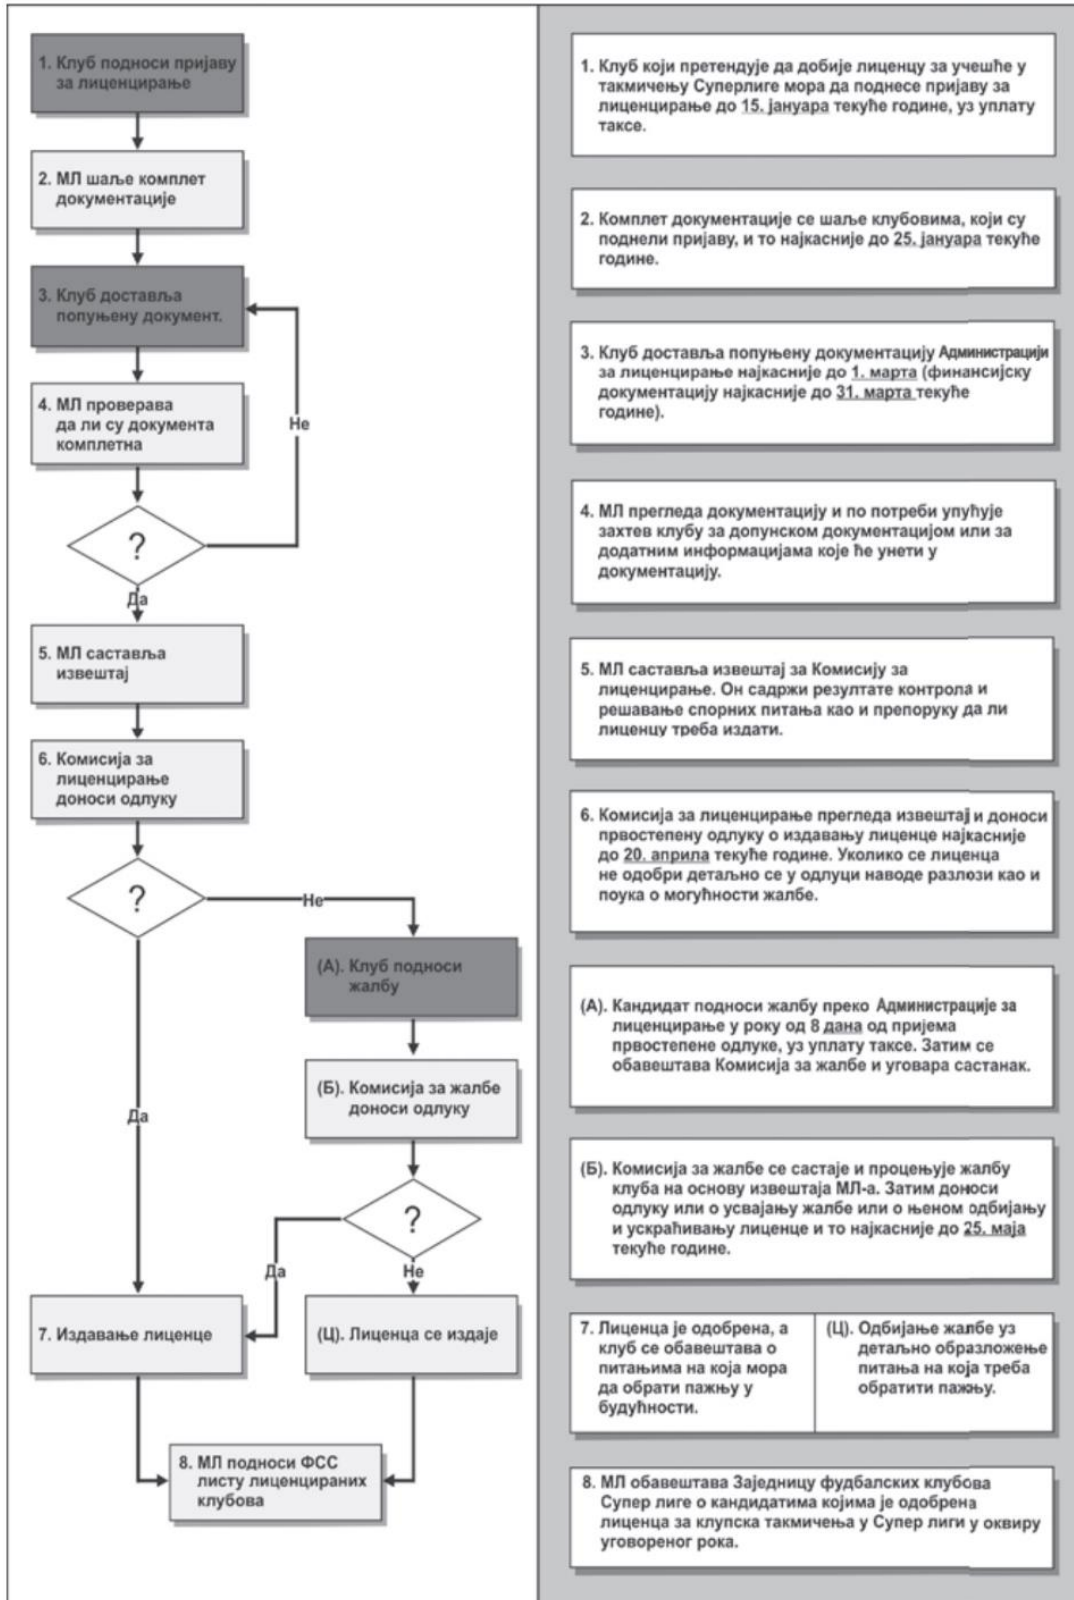 1. Клуб подноси пријаву
за лиценцирање
2. МЛ шаље комплет
документације
3. Клуб доставља
попуњену документ.
4. МЛ проверава
да ли су документа
комплетна
Не
?
Да
5. МЛ саставља
извештај
6. Комисија за
лиценцирање
доноси одлуку
?
Не
(А). Клуб подноси
жалбу
(Б). Комисија за жалбе
доноси одлуку
Да
?
Да
Не
7. Издавање лиценце
(Ц). Лиценца се издаје
8. МЛ подноси ФСС
листу лиценцираних
клубова
1. Клуб који претендује да добије лиценцу за учешће у
такмичењу Суперлиге мора да поднесе пријаву за
лиценцирање до 15. јануара текуће године, уз уплату
таксе.
2. Комплет документације се шаље клубовима, који су
поднели пријаву, и то најкасније до 25. јануара текуће
године.
3. Клуб доставља попуњену документацију Администрацији
за лиценцирање најкасније до 1. марта (финансијску
документацију најкасније до 31. марта текуће
године).
4. МЛ прегледа документацију и по потреби упућује
захтев клубу за допунском документацијом или за
додатним информацијама које ће унети у
документацију.
5. МЛ саставља извештај за Комисију за
лиценцирање. Он садржи резултате контрола и
решавање спорних питања као и препоруку да ли
лиценцу треба издати.
6. Комисија за лиценцирање прегледа извештај и доноси
првостепену одлуку о издавању лиценце најкасније
до 20. априла текуће године. Уколико се лиценца
не одобри детаљно се у одлуци наводе разлози као и
поука о могућности жалбе.
(А). Кандидат подноси жалбу преко Администрације за
лиценцирање у року од 8 дана од пријема
првостепене одлуке, уз уплату таксе. Затим се
обавештава Комисија за жалбе и уговара састанак.
(Б). Комисија за жалбе се састаје и процењује жалбу
клуба на основу извештаја МЛ-а. Затим доноси
одлуку или о усвајању жалбе или о њеном одбијању
и ускраћивању лиценце и то најкасније до 25. маја
текуће године.
7. Лиценца је одобрена, а
клуб се обавештава о
питањима на која мора
да обрати пажњу у
будућности.
(Ц). Одбијање жалбе уз
детаљно образложење
питања на која треба
обратити пажњу.
8. МЛ обавештава Заједницу фудбалских клубова
Супер лиге о кандидатима којима је одобрена
лиценца за клупска такмичења у Супер лиги у оквиру
уговореног рока.